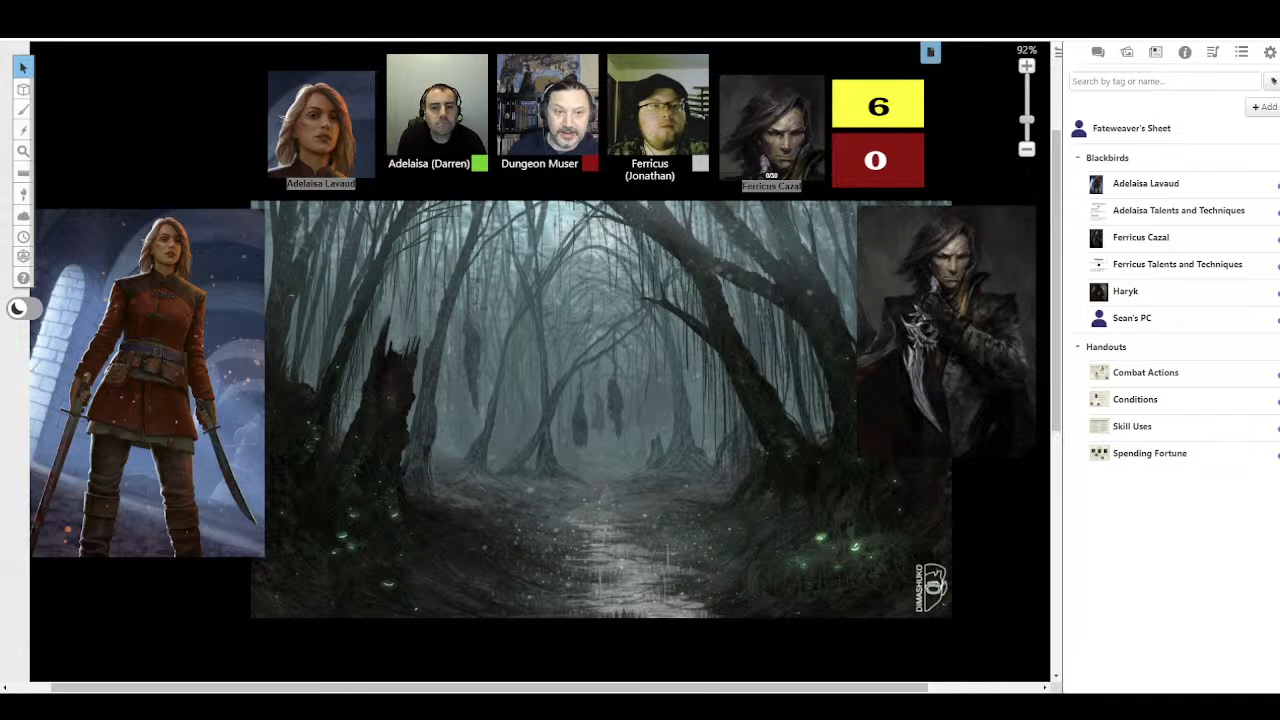 92%
Search by tag or name...
+ Add
6
0
Adelaisa (Darren)
Dungeon Muser
Ferricus
(Jonathan)
0/30
Adelaisa Lavaud
Ferricus Cazal
Fateweaver's Sheet
Blackbirds
Adelaisa Lavaud
Adelaisa Talents and Techniques
Ferricus Cazal
Ferricus Talents and Techniques
Haryk
Sean's PC
Handouts
Combat Actions
Conditions
Skill Uses
Spending Fortune
DIMASHUKO